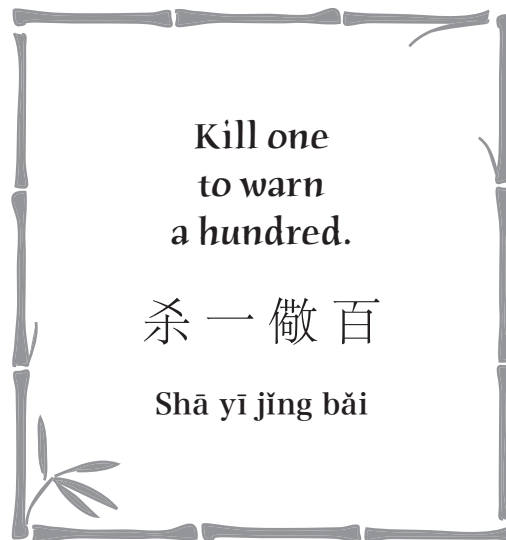 Kill one
to warn
a hundred.
杀一儆百
Shā yī jǐng bǎi